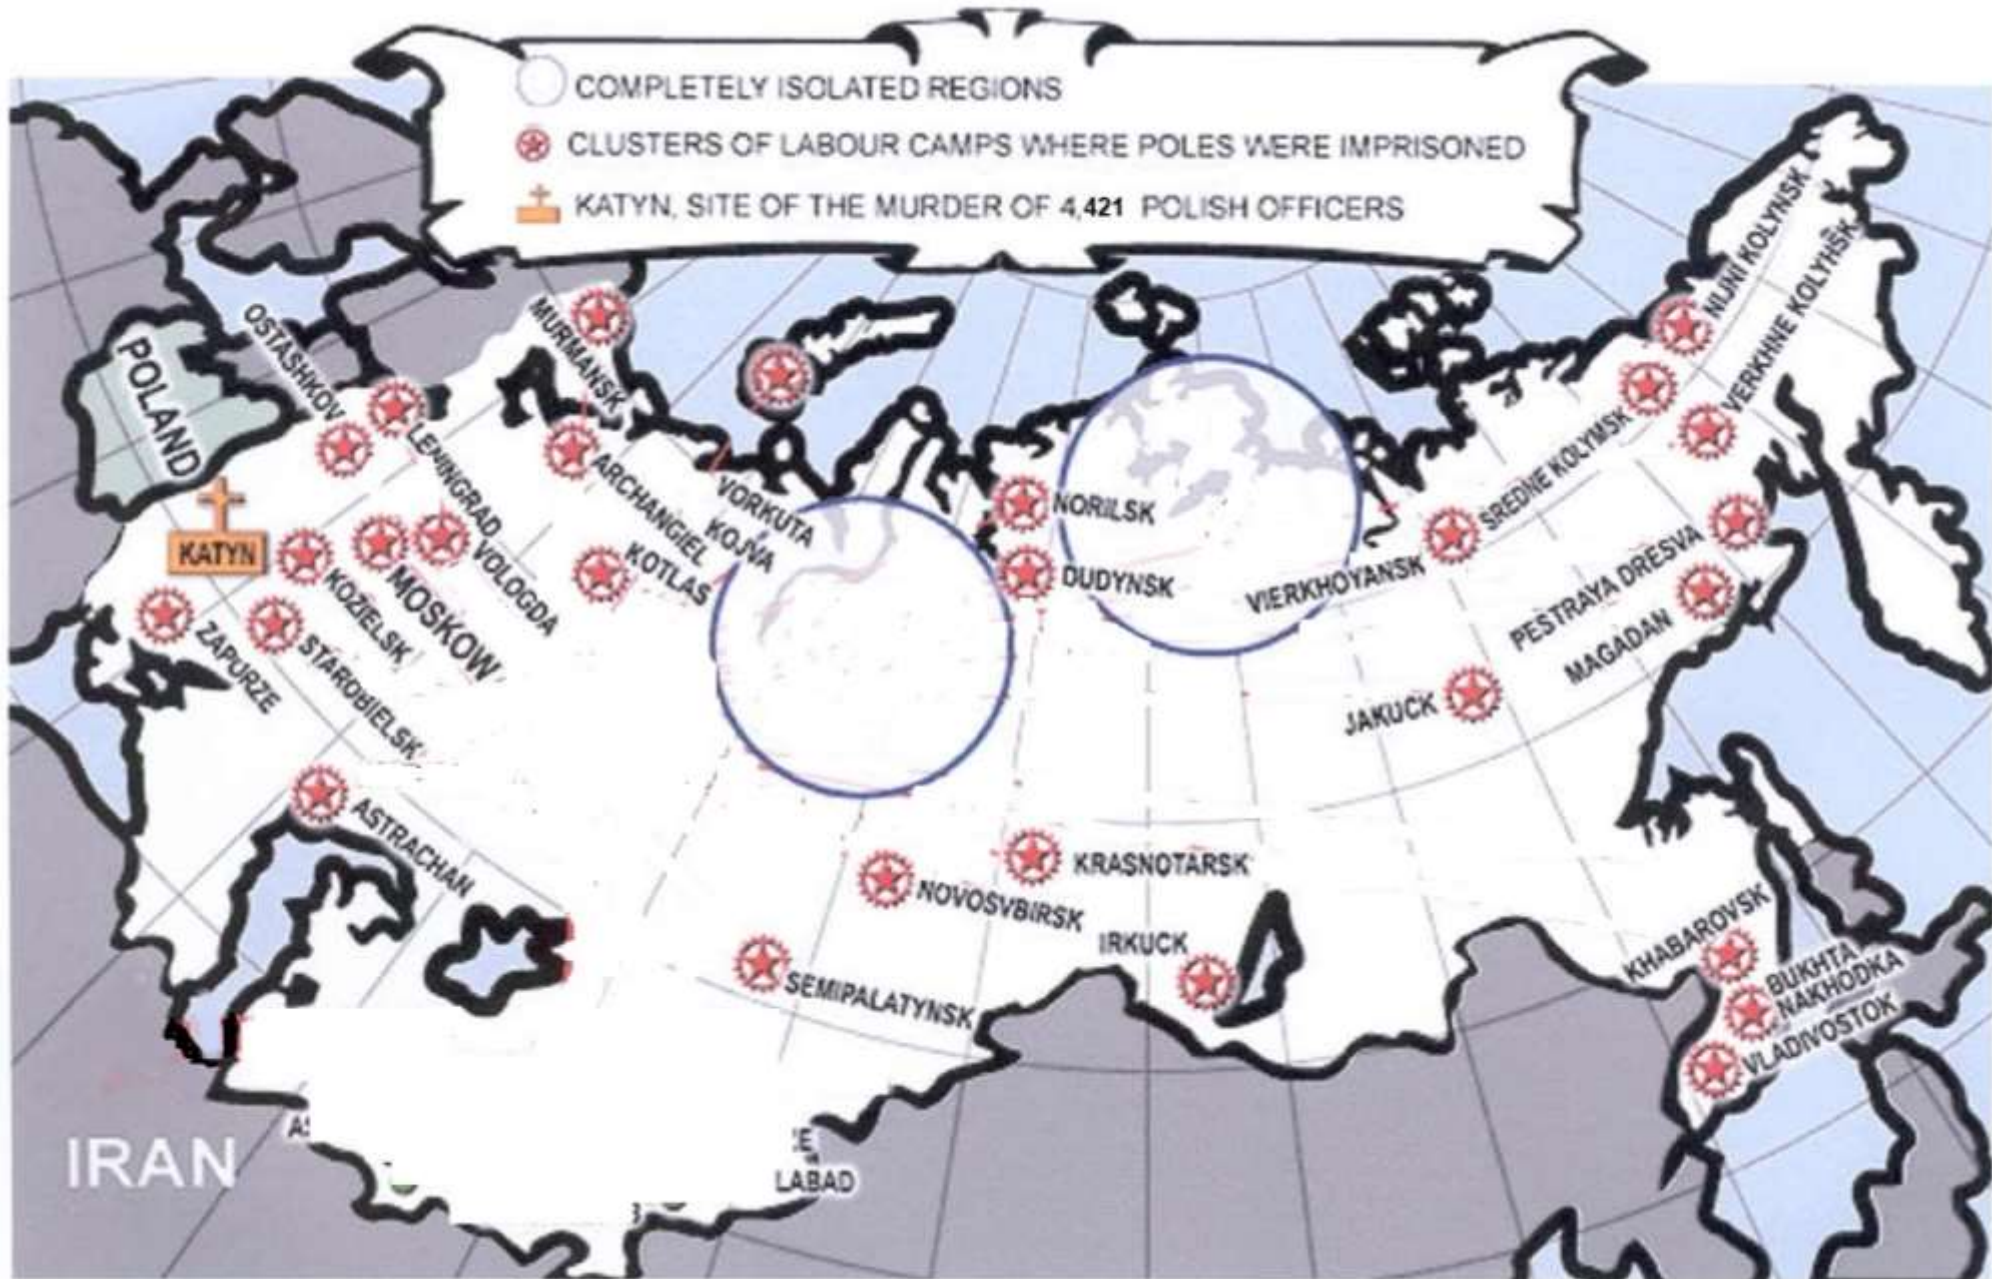 COMPLETELY ISOLATED REGIONS
CLUSTERS OF LABOUR CAMPS WHERE POLES WERE IMPRISONED
KATYN, SITE OF THE MURDER OF 4,421 POLISH OFFICERS
POLAND
OSTASHKOV
LENINGRAD
MURMANSK
ARCHANGIEL
VORKUTA
KOJVA
KOTLAS
VOLOGDA
MOSKOW
KOZIELSK
KATYN
STAROBIELSK
ZAPURZE
ASTRACHAN
NORILSK
DUDYNSK
VIERKHOYANSK
SREDNE KOLYMSK
NIJNI KOLYNSK
PESTRAYA DRESVA
MAGADAN
JAKUCK
KRASNOTARSK
NOVOSVBIRSK
IRKUCK
SEMIPALATYNSK
KHABAROVSK
BUKHTA
NAKHODKA
VLADIVOSTOK
IRAN
LABAD